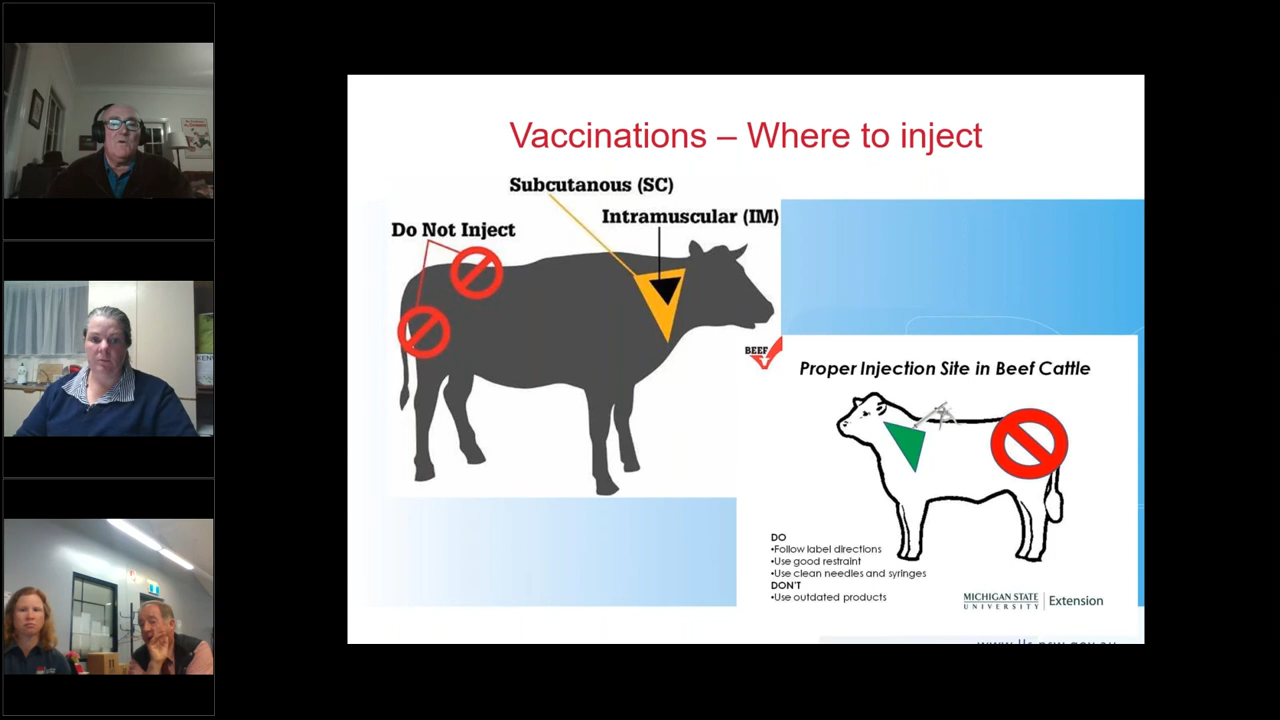 Vaccinations – Where to inject
Subcutanous (SC)
Intramuscular (IM)
Do Not Inject
BEEF
Proper Injection Site in Beef Cattle
DO
•Follow label directions
•Use good restraint
•Use clean needles and syringes
DON'T
•Use outdated products
MICHIGAN STATE
UNIVERSITY
Extension